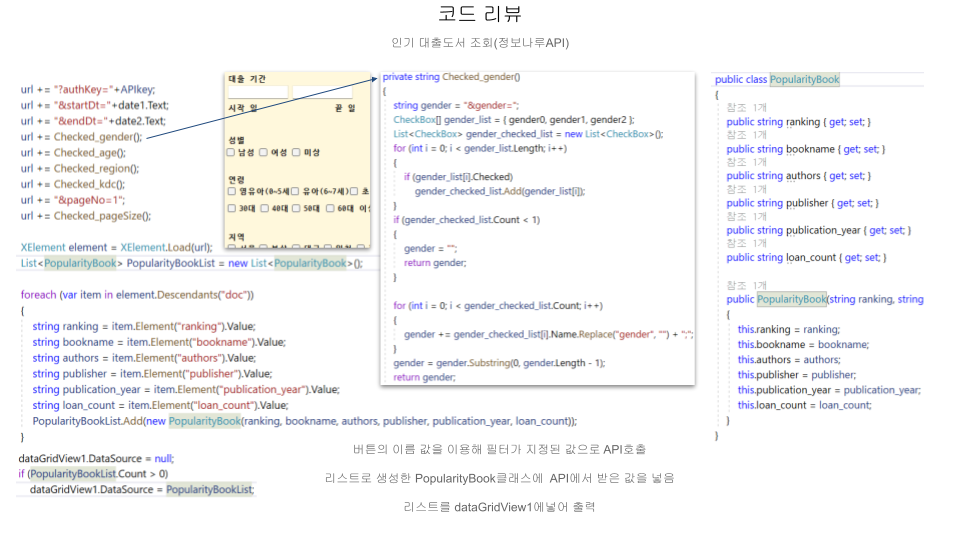 코드 리뷰
인기 대출도서 조회(정보나루API)
url += "?authKey="+APIkey;
url += "&startDt="+date1.Text;
url += "&endDt="+date2.Text;
url += Checked_gender();
url += Checked_age();
url += Checked_region();
url += Checked_kdc();
url += "&pageNo=1";
url += Checked_pageSize();
XElement element = XElement.Load(url);
List<PopularityBook> PopularityBookList = new List<PopularityBook>();
foreach (var item in element.Descendants("doc"))
{
string ranking = item.Element("ranking").Value;
string bookname = item.Element("bookname").Value;
string authors = item.Element("authors").Value;
string publisher = item.Element("publisher").Value;
string publication_year = item.Element("publication_year").Value;
string loan_count = item.Element("loan_count").Value;
PopularityBookList.Add(new PopularityBook(ranking, bookname, authors, publisher, publication_year, loan_count));
}
dataGridView1.DataSource = null;
if (PopularityBookList.Count > 0)
dataGridView1.DataSource = PopularityBookList;
대출 기간
시작 일 끝 일
성별
남성 여성 미상
연령
영유아(0~5세 유아(6~7세) 초
30대 40대 50대 60대 이상
지역
private string Checked_gender()
{
string gender = "&gender=";
CheckBox[] gender_list = { gender0, gender1, gender2 };
List<CheckBox> gender_checked_list = new List<CheckBox>();
for (int i = 0; i < gender_list.Length; i++)
{
if (gender_list[i].Checked)
gender_checked_list.Add(gender_list[i]);
}
if (gender_checked_list.Count < 1)
{
gender = "";
return gender;
}
for (int i = 0; i < gender_checked_list.Count; i++)
{
gender += gender_checked_list[i].Name.Replace("gender", "") + ";";
}
gender = gender.Substring(0, gender.Length - 1);
return gender;
public class PopularityBook
{
참조 1개
public string ranking { get; set; }
참조 1개
public string bookname { get; set; }
참조 1개
public string authors { get; set; }
참조 1개
public string publisher { get; set; }
참조 1개
public string publication_year { get; set; }
참조 1개
public string loan_count { get; set; }
참조 1개
public PopularityBook(string ranking, string
{
this.ranking = ranking;
this.bookname = bookname;
this.authors = authors;
this.publisher = publisher;
this.publication_year = publication_year;
this.loan_count = loan_count;
}
}
버튼의 이름 값을 이용해 필터가 지정된 값으로 API호출
리스트로 생성한 PopularityBook클래스에 API에서 받은 값을 넣음
리스트를 dataGridView1에넣어 출력